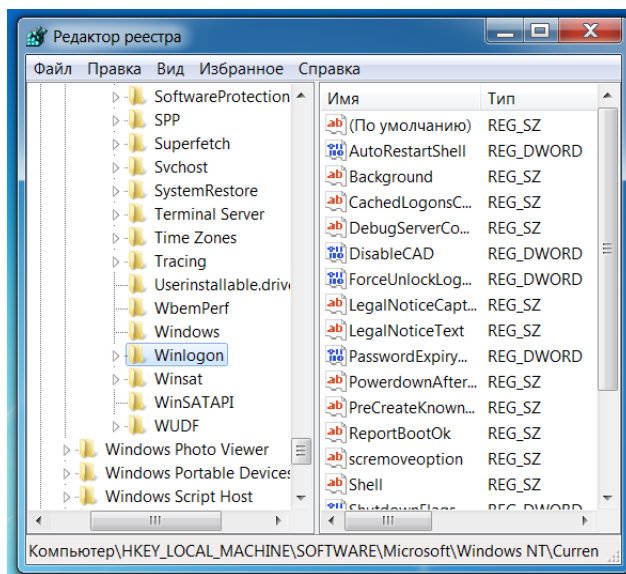 Редактор реестра
Файл Правка Вид Избранное Справка
SoftwareProtection
SPP
Superfetch
Svchost
SystemRestore
Terminal Server
Time Zones
Tracing
Userinstallable.driv
WbemPerf
Windows
Winlogon
Winsat
WinSATAPI
WUDF
Windows Photo Viewer
Windows Portable Devices
Windows Script Host
Имя Тип
(По умолчанию) REG_SZ
AutoRestartShell REG_DWORD
Background REG_SZ
CachedLogonsC... REG_SZ
DebugServerCo... REG_SZ
DisableCAD REG_DWORD
ForceUnlockLog... REG_DWORD
LegalNoticeCapt... REG_SZ
LegalNoticeText REG_SZ
PasswordExpiry... REG_DWORD
PowerdownAfter... REG_SZ
PreCreateKnown... REG_SZ
ReportBootOk REG_SZ
scremoveoption REG_SZ
Shell REG_SZ
ShutdownFlags REG_DWORD
Компьютер\HKEY_LOCAL_MACHINE\SOFTWARE\Microsoft\Windows NT\Curren